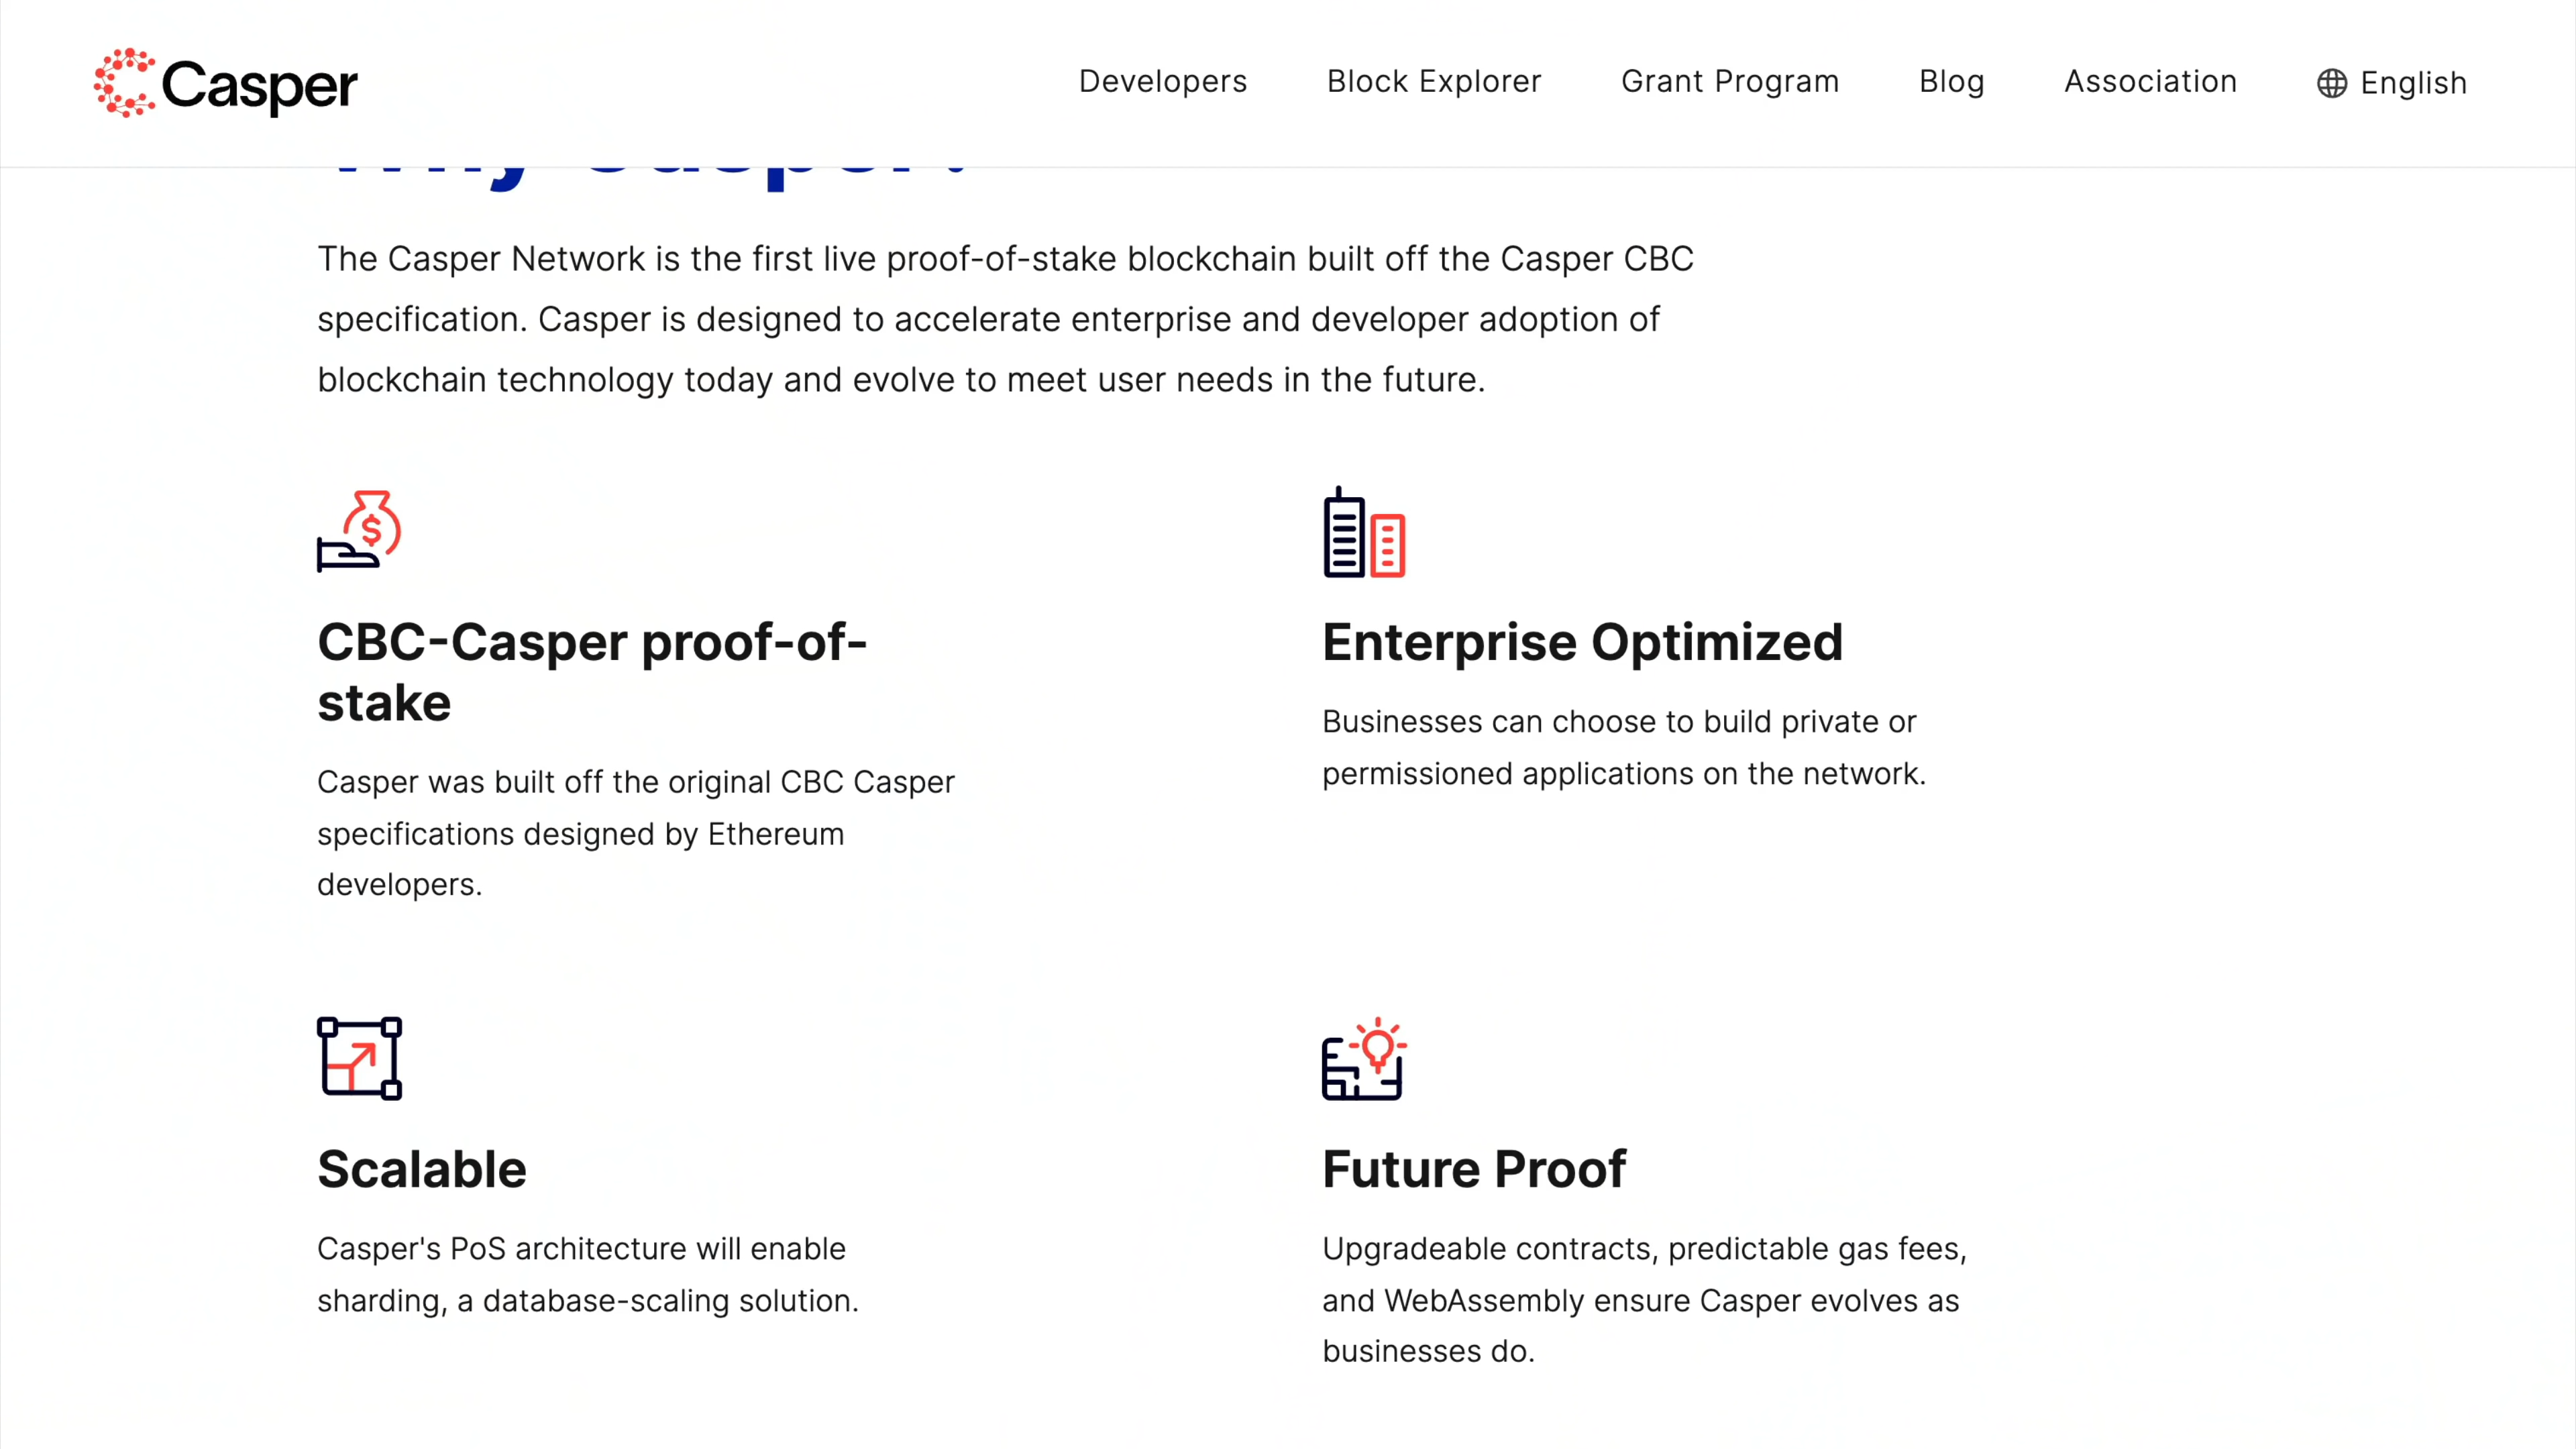 Casper
Developers
Block Explorer
Grant Program
Blog
Association
English
Why Casper?
The Casper Network is the first live proof-of-stake blockchain built off the Casper CBC
specification. Casper is designed to accelerate enterprise and developer adoption of
blockchain technology today and evolve to meet user needs in the future.
$
CBC-Casper proof-of-
stake
Casper was built off the original CBC Casper
specifications designed by Ethereum
developers.
Enterprise Optimized
Businesses can choose to build private or
permissioned applications on the network.
Scalable
Casper's PoS architecture will enable
sharding, a database-scaling solution.
Future Proof
Upgradeable contracts, predictable gas fees,
and WebAssembly ensure Casper evolves as
businesses do.